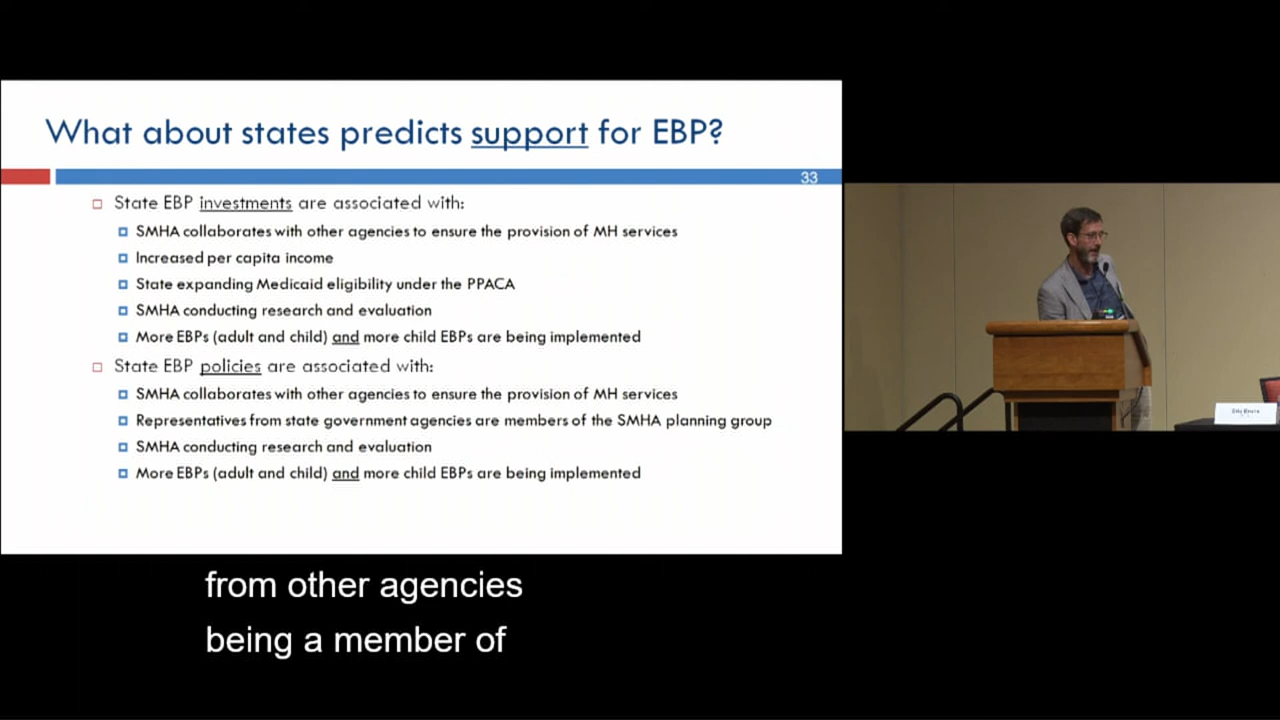 What about states predicts support for EBP?
33
State EBP investments are associated with:
SMHA collaborates with other agencies to ensure the provision of MH services
Increased per capita income
State expanding Medicaid eligibility under the PPACA
SMHA conducting research and evaluation
More EBPs (adult and child) and more child EBPs are being implemented
State EBP policies are associated with:
SMHA collaborates with other agencies to ensure the provision of MH services
Representatives from state government agencies are members of the SMHA planning group
SMHA conducting research and evaluation
More EBPs (adult and child) and more child EBPs are being implemented
from other agencies
being a member of